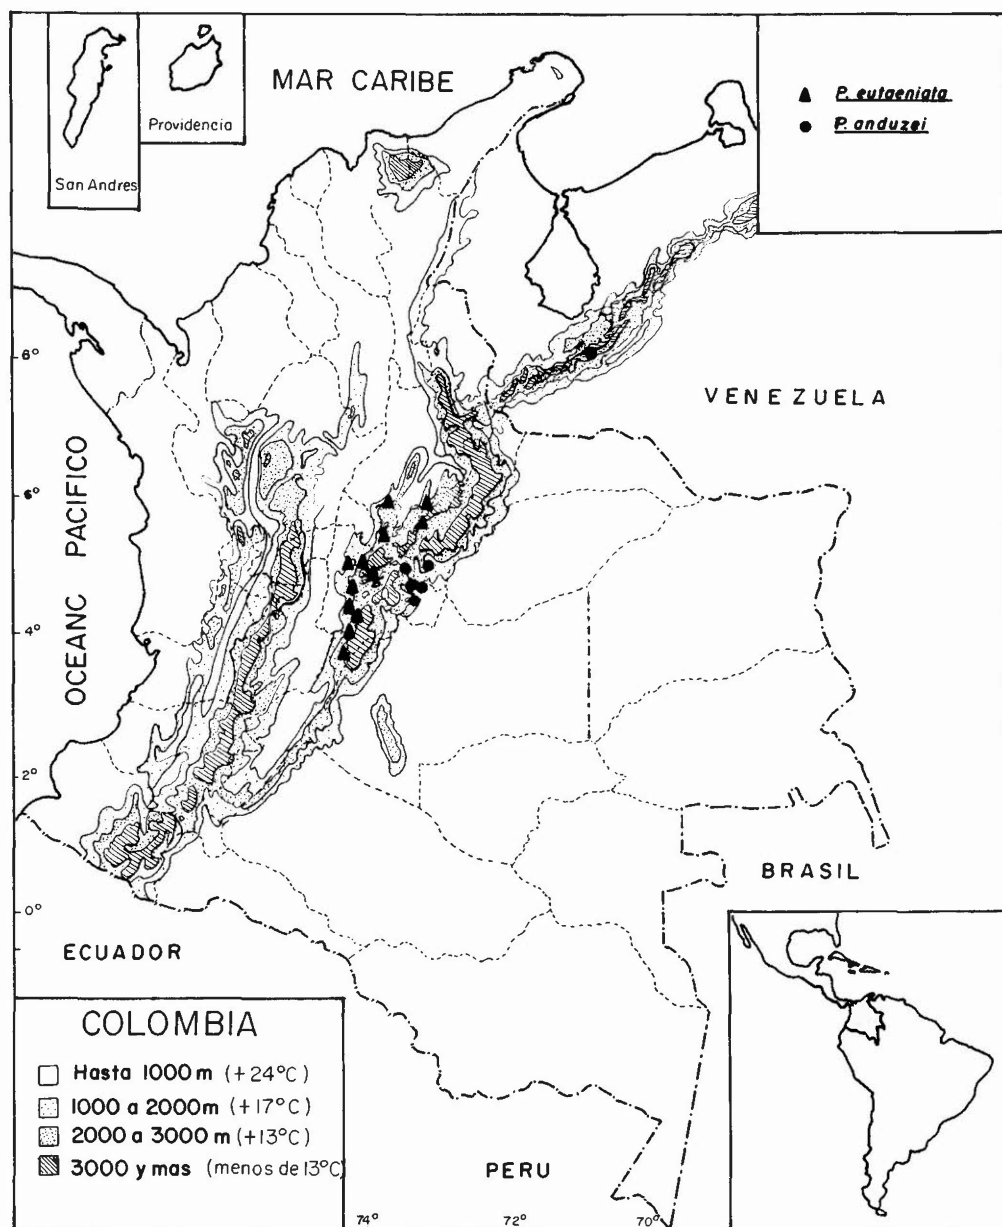 MAR CARIBE
Providencia
San Andres
P. eutaeniata
P. anduzei
8°
VENEZUELA
6°
OCEANC PACIFICO
4°
2°
BRASIL
0°
ECUADOR
COLOMBIA
Hasta 1000 m (+24°C)
1000 a 2000m (+17°C)
2000 a 3000 m (+13°C)
3000 y mas (menos de 13°C)
PERU
74° 72° 70°